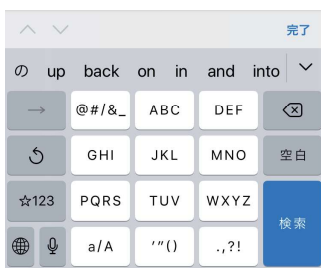 完了
の up back on in and into
→ @#/&_ ABC DEF
GHI JKL MNO 空白
☆123 PQRS TUV WXYZ
検索
a/A '"() .,?!